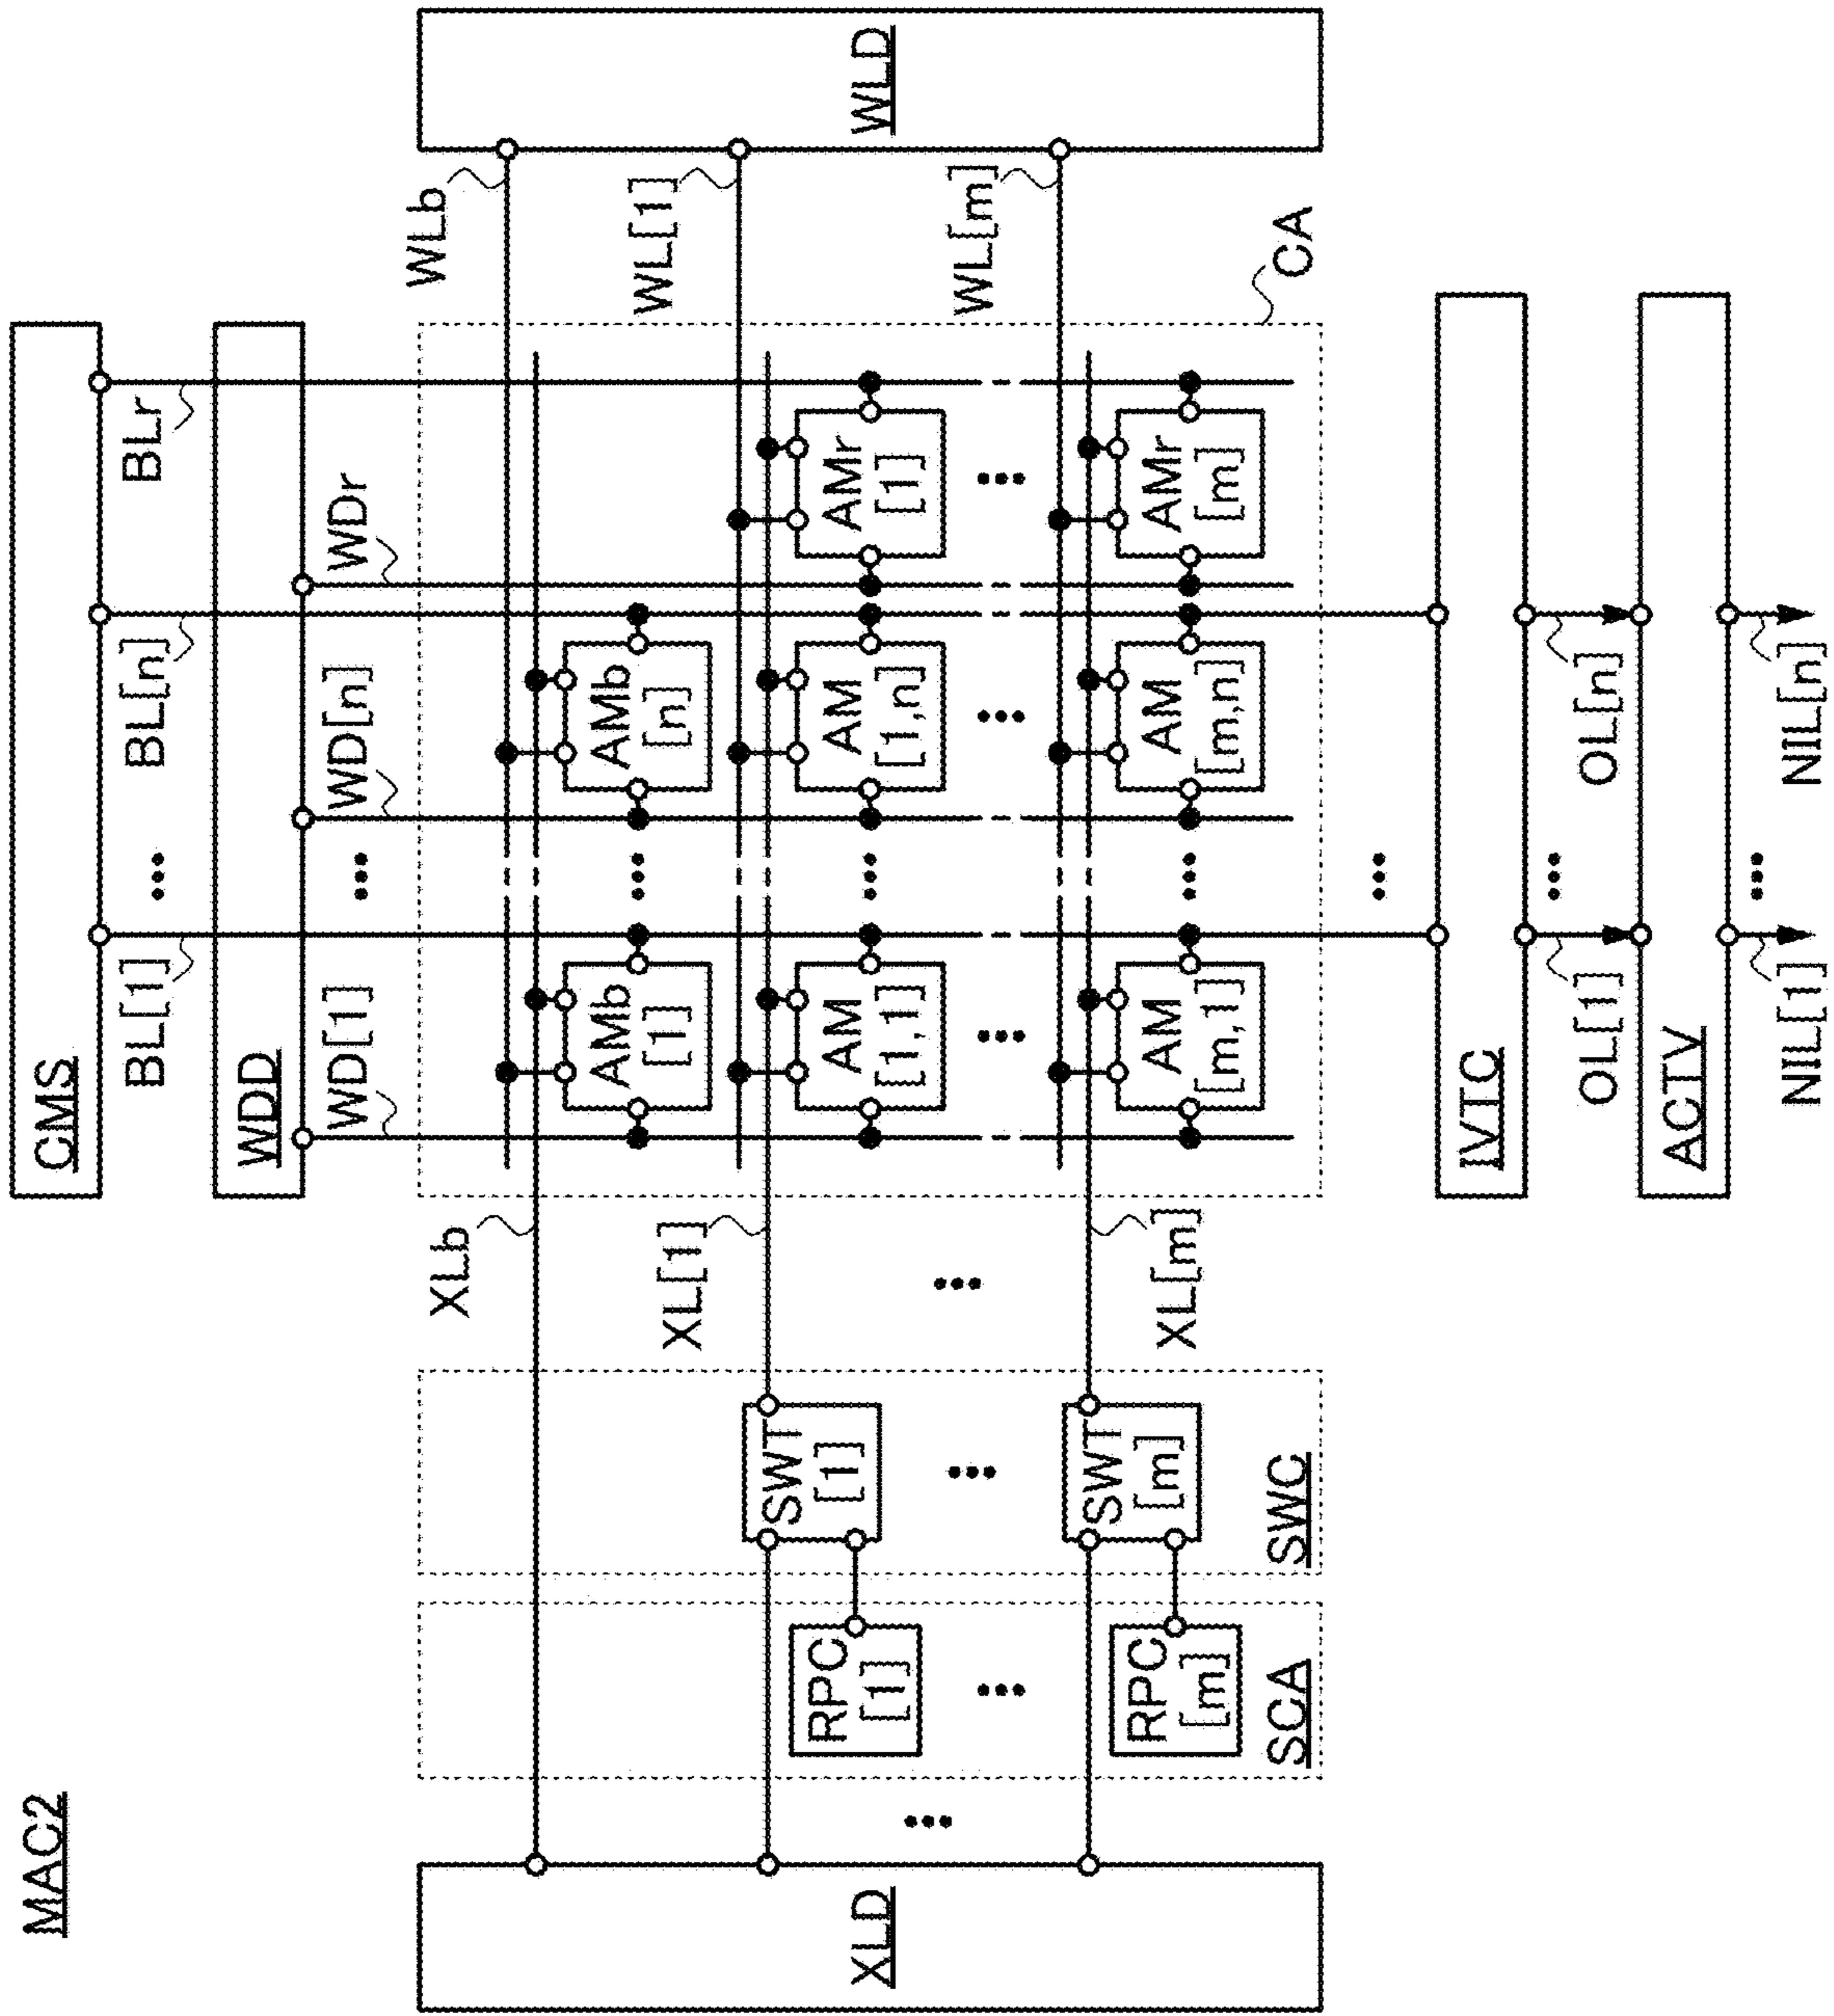 MAC2
CMS
BL[1]
BL[n]
BLr
WDD
WD[1]
WD[n]
WDr
XLb
WLb
AMb
[1]
AMb
[n]
XL[1]
WL[1]
XLD
RPC
[1]
SWT
[1]
AM
[1,1]
AM
[1,n]
AMr
[1]
WLD
XL[m]
WL[m]
RPC
[m]
SWT
[m]
AM
[m,1]
AM
[m,n]
AMr
[m]
SCA
SWC
CA
IVTC
OL[1]
OL[n]
ACTV
NIL[1]
NIL[n]